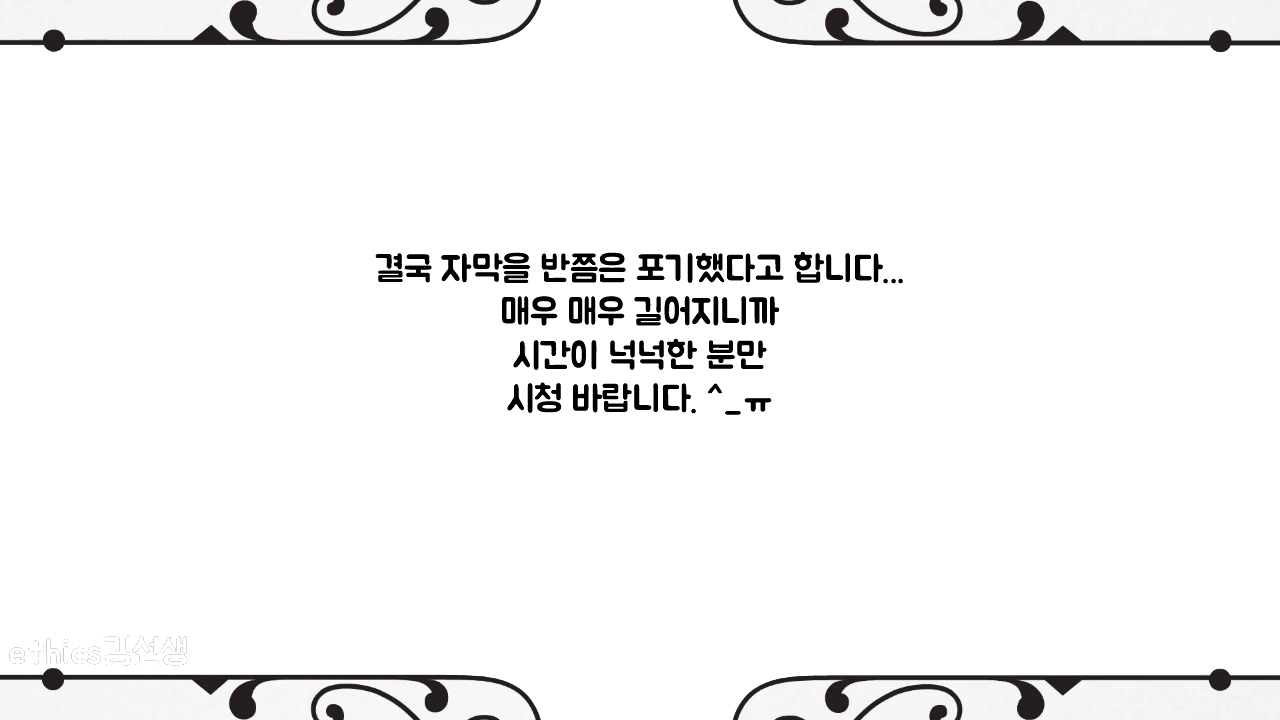 결국 자막을 반쯤은 포기했다고 합니다...
매우 매우 길어지니까
시간이 넉넉한 분만
시청 바랍니다. ^_ㅠ
ethics김선생